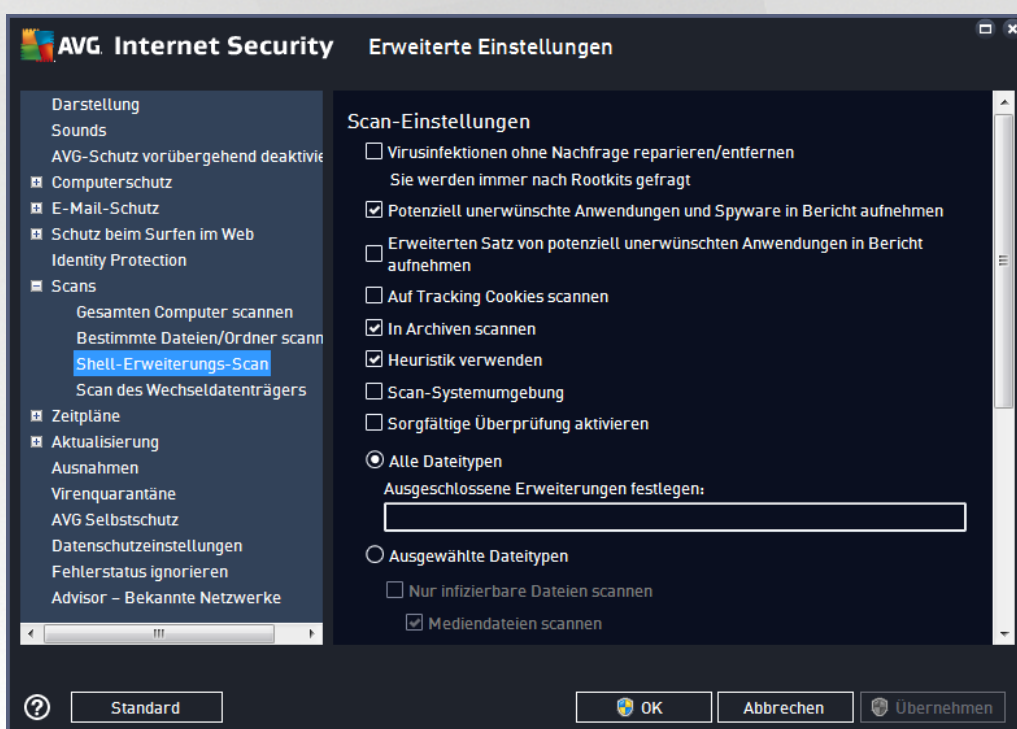 AVG Internet Security Erweiterte Einstellungen
Darstellung
Sounds
AVG-Schutz vorübergehend deaktivie
Computerschutz
E-Mail-Schutz
Schutz beim Surfen im Web
Identity Protection
Scans
Gesamten Computer scannen
Bestimmte Dateien/Ordner scann
Shell-Erweiterungs-Scan
Scan des Wechseldatenträgers
Zeitpläne
Aktualisierung
Ausnahmen
Virenquarantäne
AVG Selbstschutz
Datenschutzeinstellungen
Fehlerstatus ignorieren
Advisor – Bekannte Netzwerke
Scan-Einstellungen
Virusinfektionen ohne Nachfrage reparieren/entfernen
Sie werden immer nach Rootkits gefragt
Potenziell unerwünschte Anwendungen und Spyware in Bericht aufnehmen
Erweiterten Satz von potenziell unerwünschten Anwendungen in Bericht
aufnehmen
Auf Tracking Cookies scannen
In Archiven scannen
Heuristik verwenden
Scan-Systemumgebung
Sorgfältige Überprüfung aktivieren
Alle Dateitypen
Ausgeschlossene Erweiterungen festlegen:
Ausgewählte Dateitypen
Nur infizierbare Dateien scannen
Mediendateien scannen
Standard
OK
Abbrechen
Übernehmen